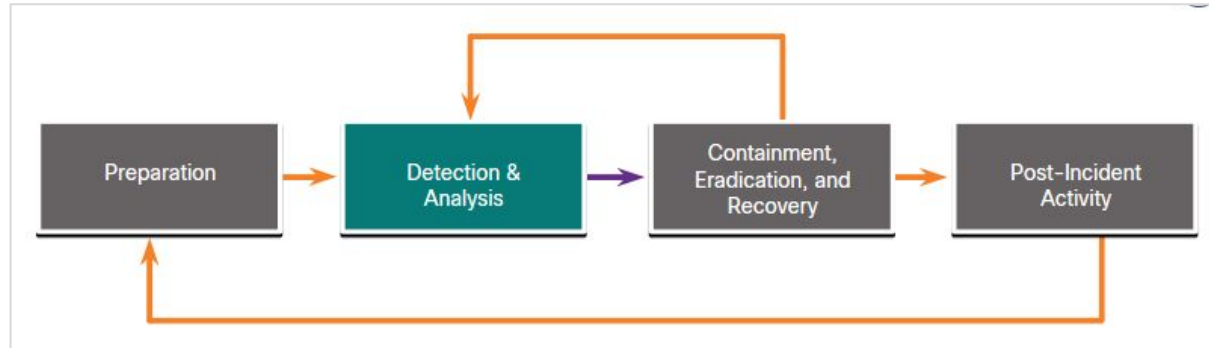 Preparation
Detection &
Analysis
Containment,
Eradication, and
Recovery
Post-Incident
Activity